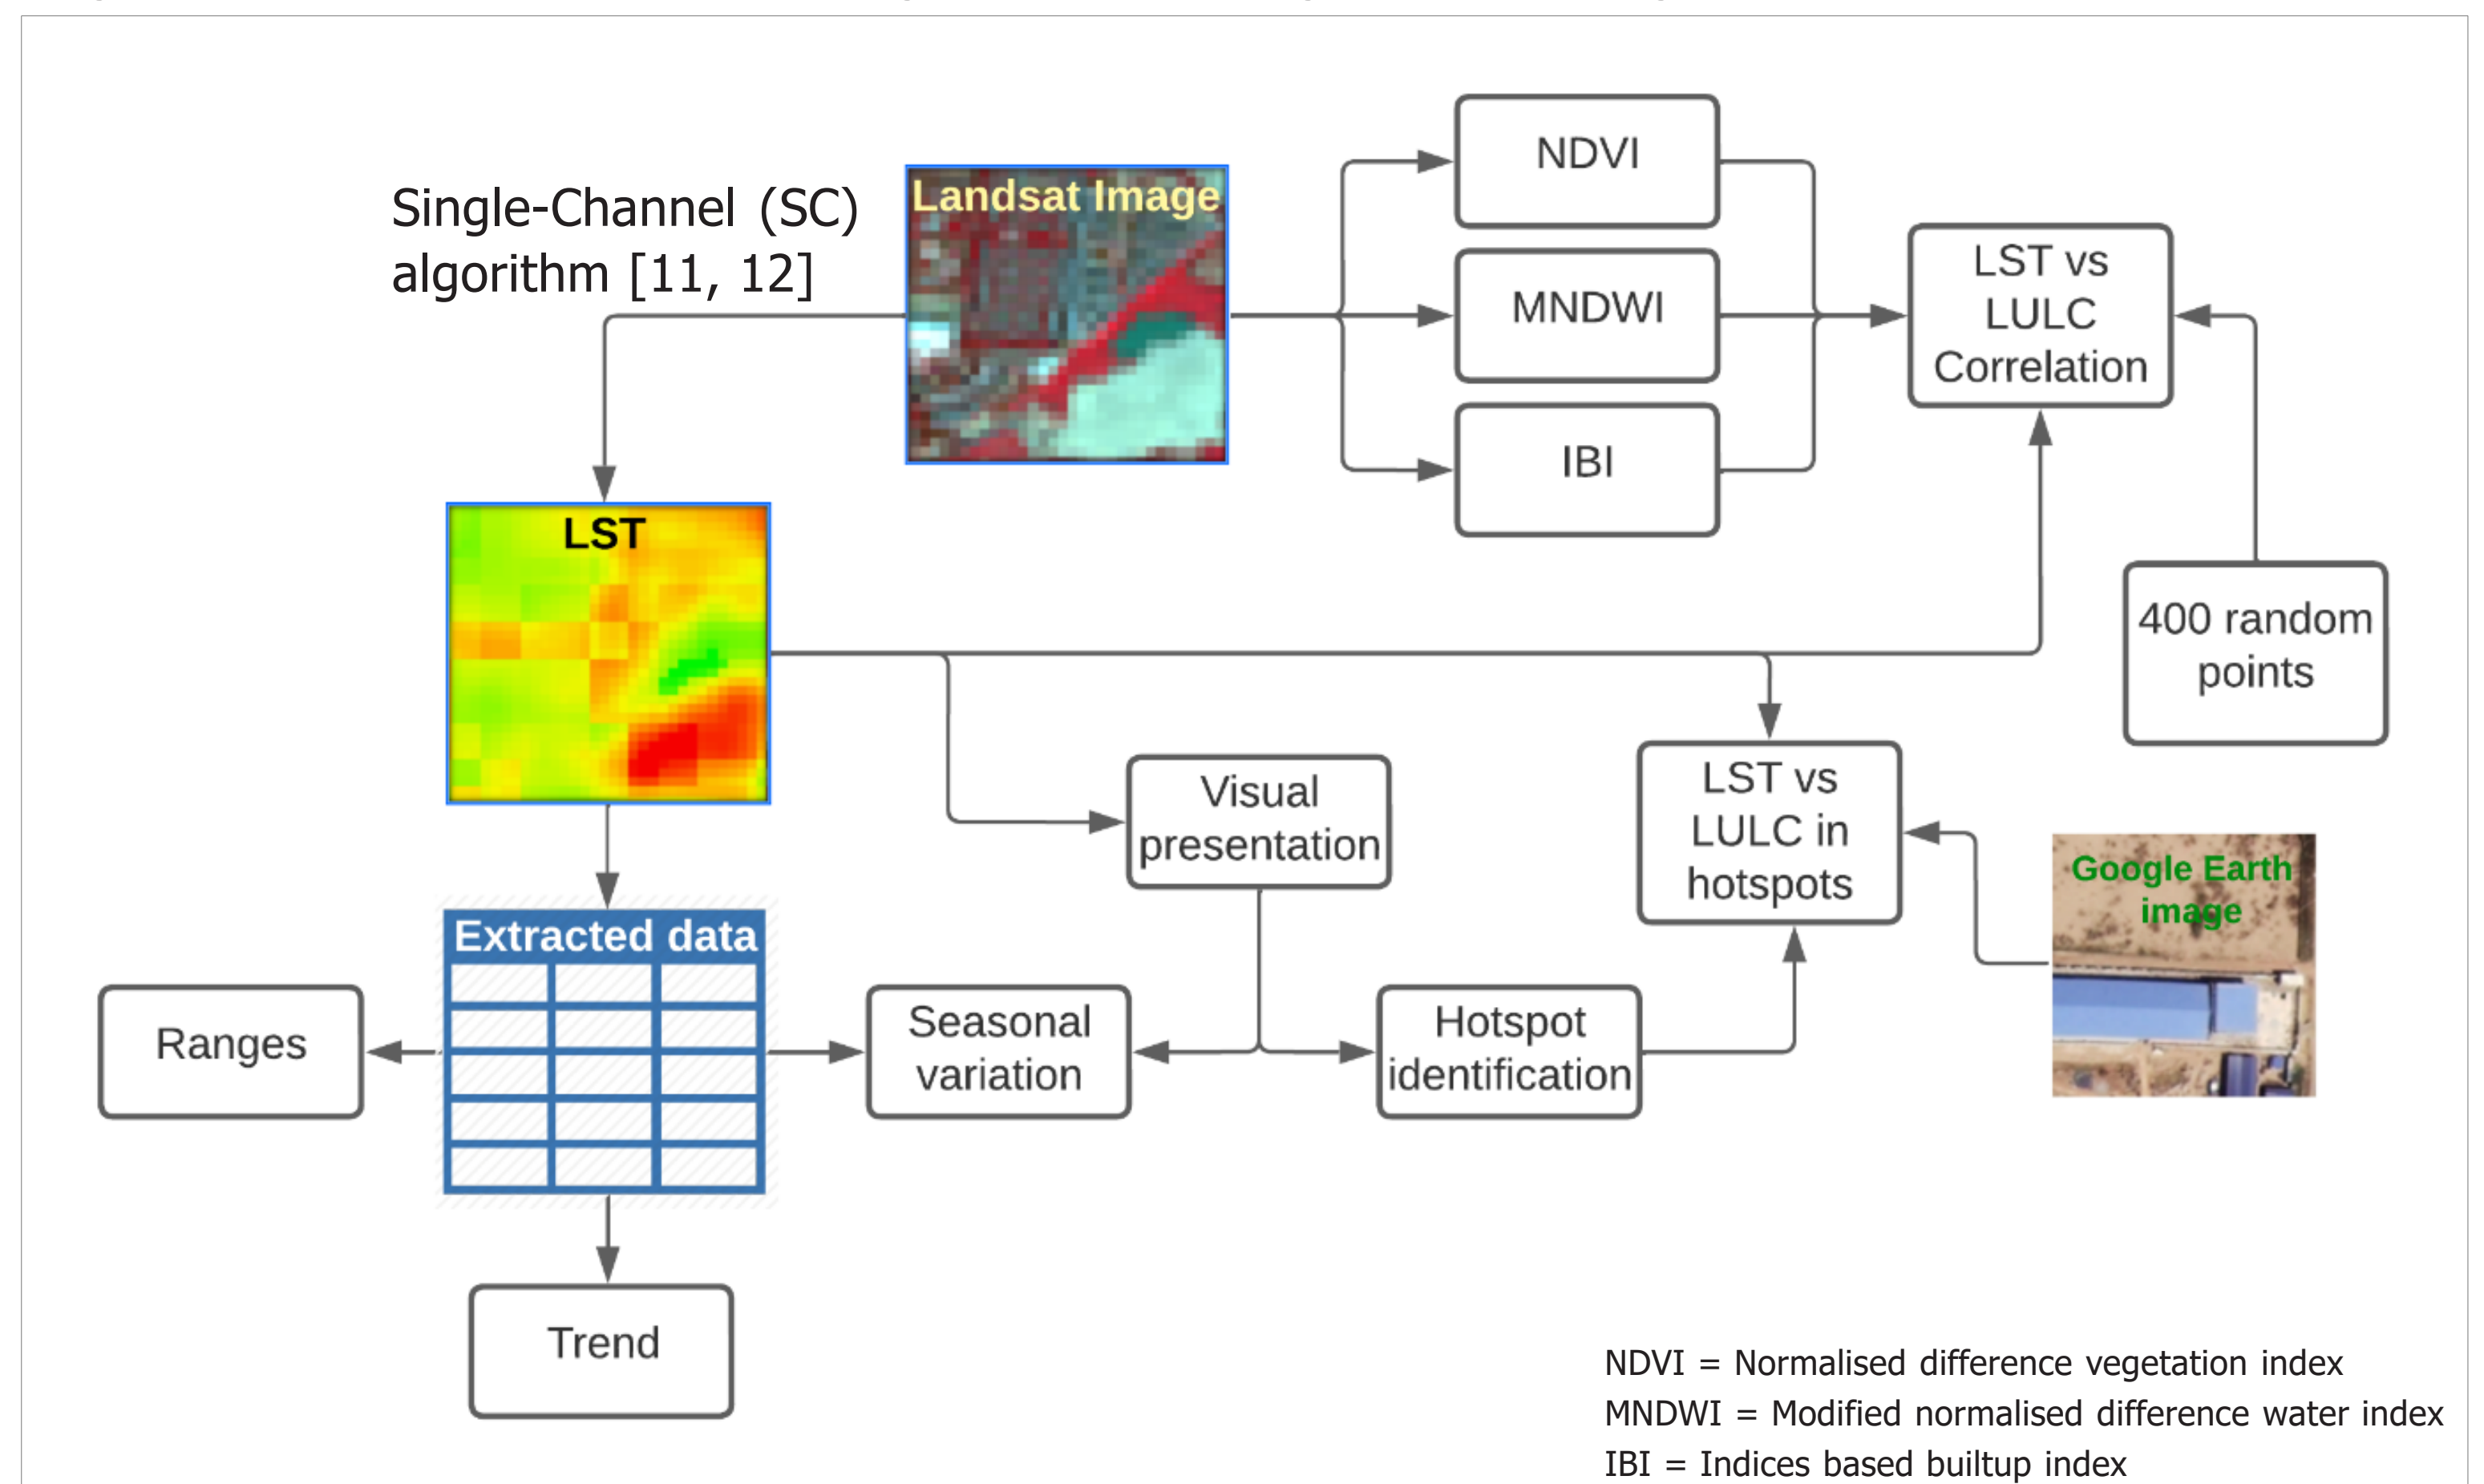 Single-Channel (SC)
algorithm [11, 12]
Landsat Image
NDVI
MNDWI
IBI
LST vs
LULC
Correlation
LST
400 random
points
Visual
presentation
LST vs
LULC in
hotspots
Google Earth
image
Extracted data
Ranges
Seasonal
variation
Hotspot
identification
Trend
NDVI = Normalised difference vegetation index
MNDWI = Modified normalised difference water index
IBI = Indices based builtup index